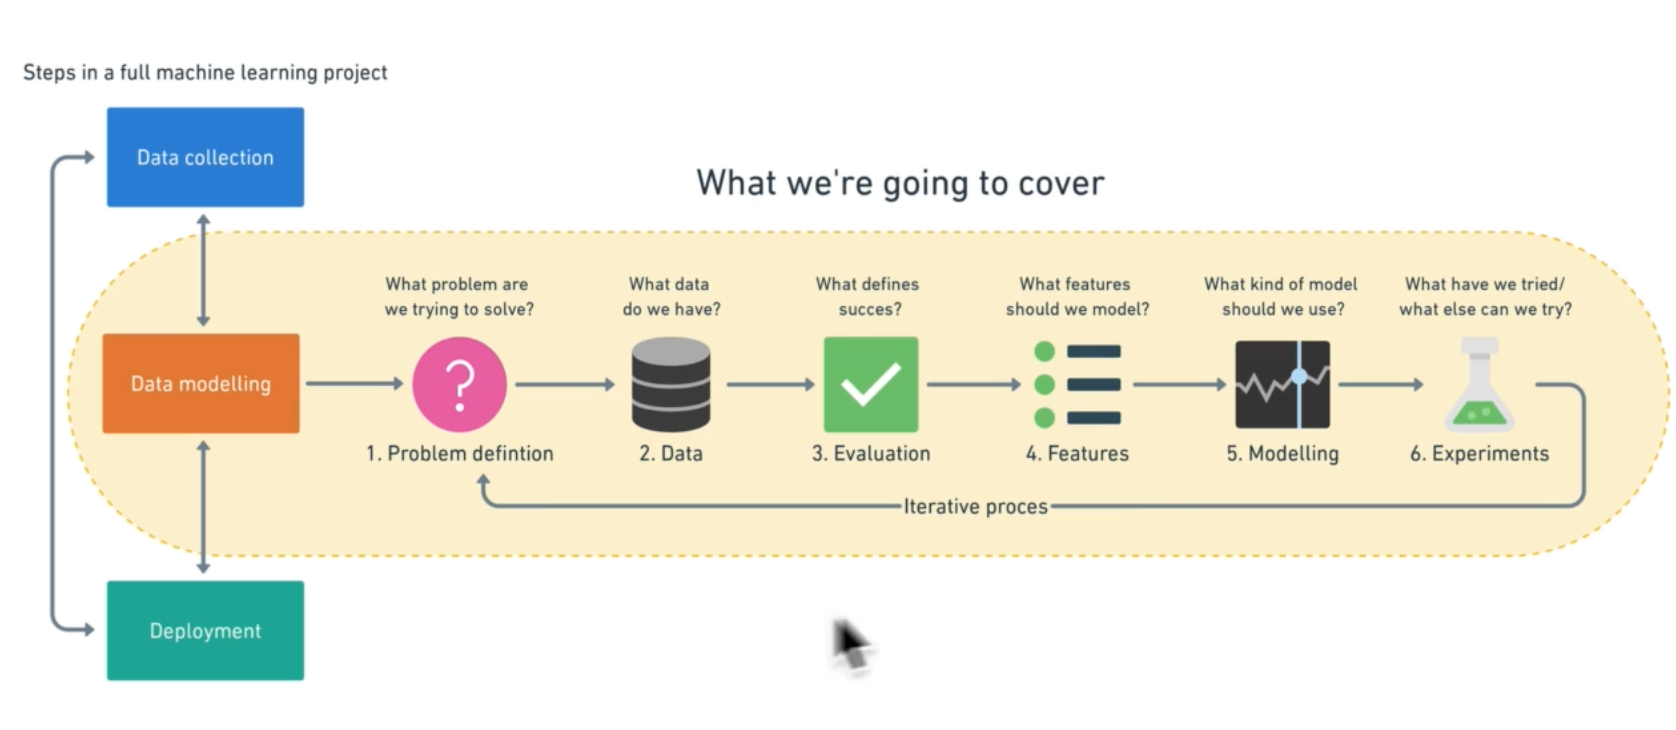 Steps in a full machine learning project
Data collection
What we're going to cover
What problem are
we trying to solve?
What data
do we have?
What defines
succes?
What features
should we model?
What kind of model
should we use?
What have we tried/
what else can we try?
Data modelling
?
1. Problem defintion
2. Data
3. Evaluation
4. Features
5. Modelling
6. Experiments
Iterative proces
Deployment